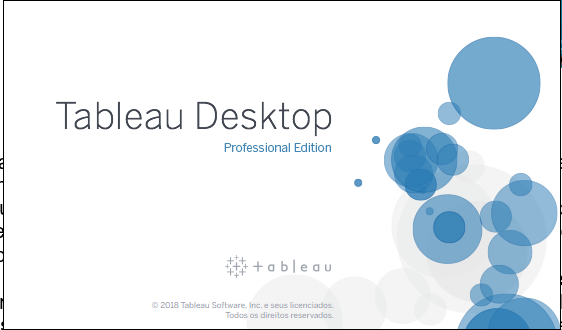 Tableau Desktop
Professional Edition
+ a b l e a u
© 2018 Tableau Software, Inc. e seus licenciados.
Todos os direitos reservados.